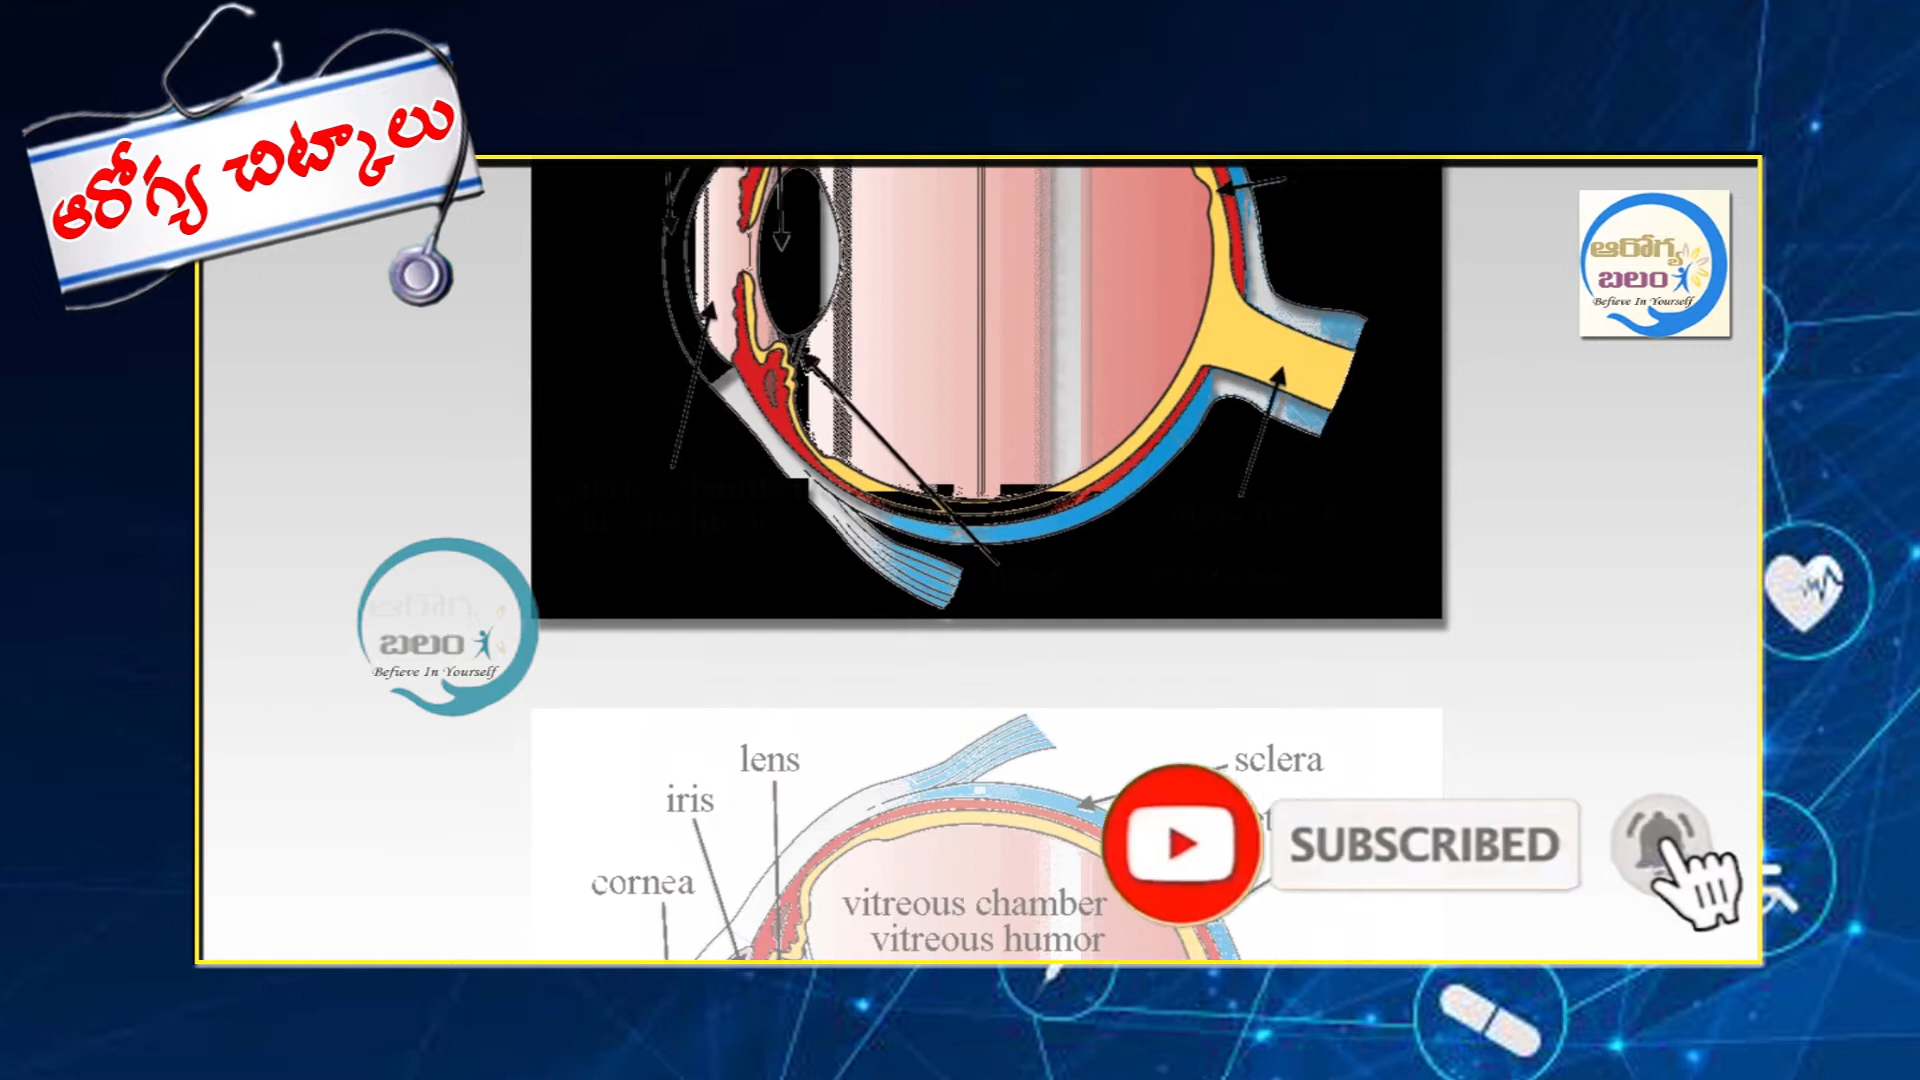 ఆరోగ్య చిట్కాలు
ఆరోగ్య
బలం
Believe In Yourself
బలం
Believe In Yourself
lens
sclera
iris
SUBSCRIBED
cornea
vitreous chamber
vitreous humor